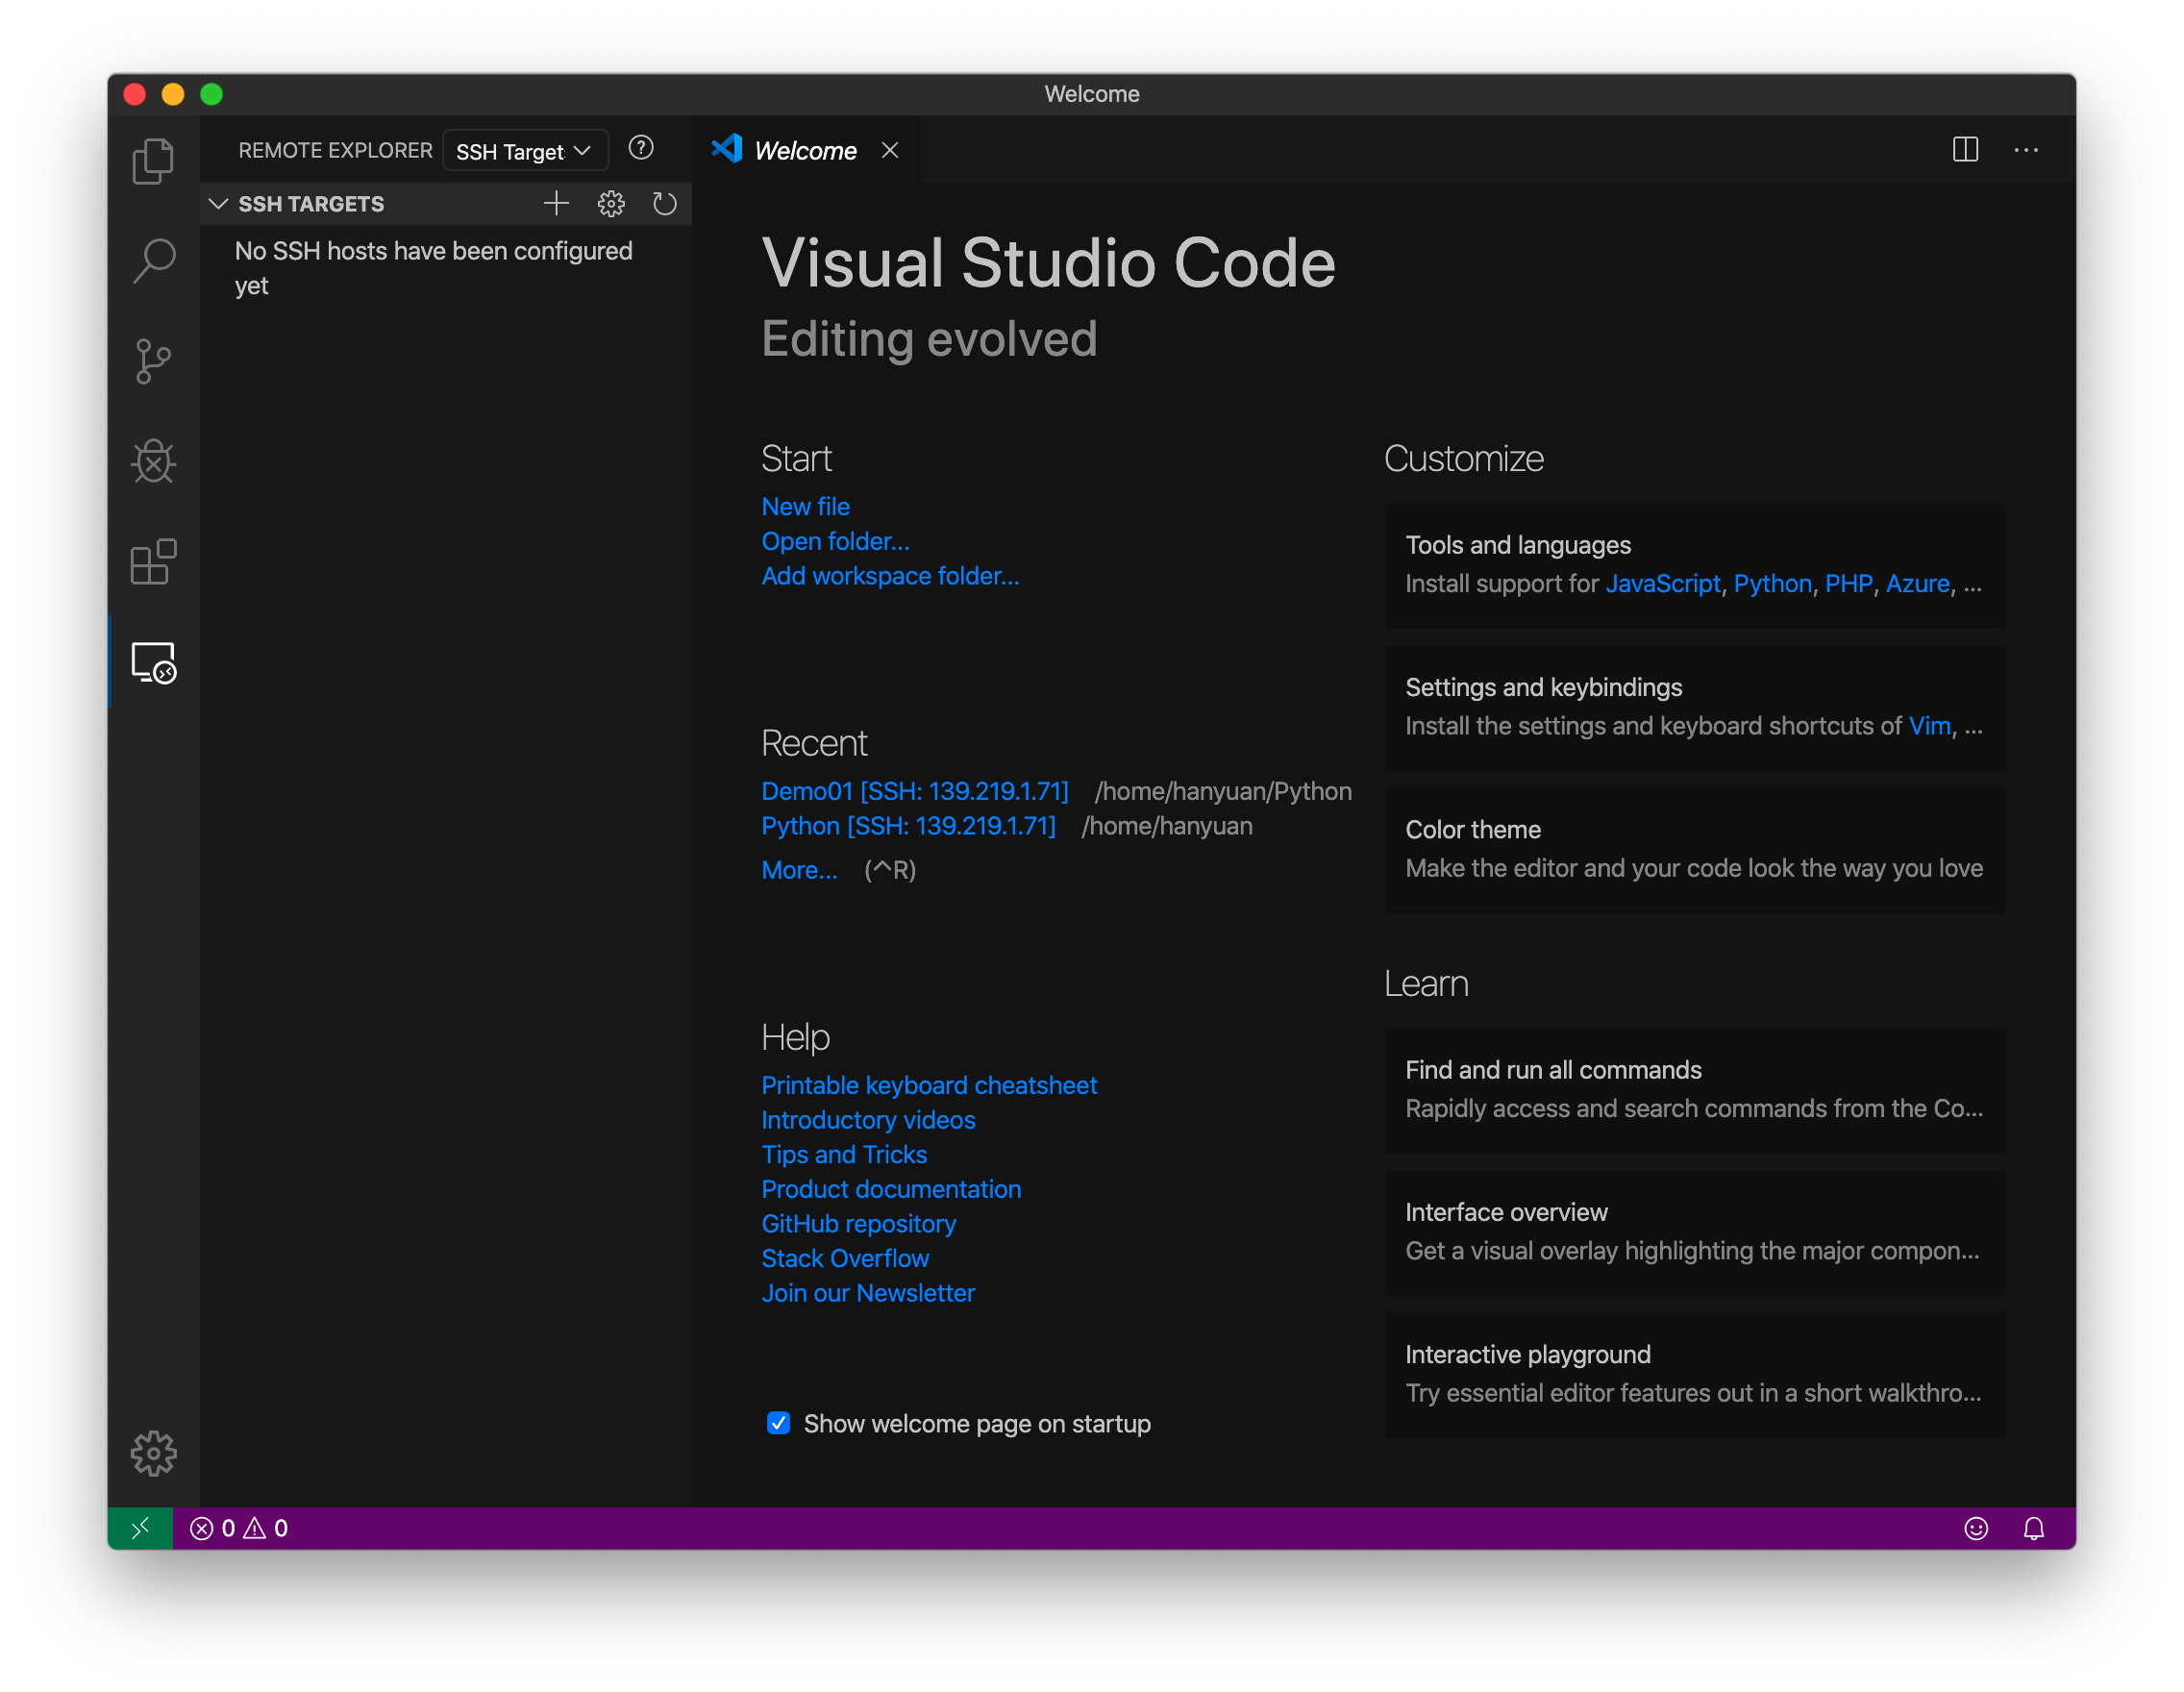 Welcome
REMOTE EXPLORER
SSH Target
Welcome
SSH TARGETS
No SSH hosts have been configured
yet
Visual Studio Code
Editing evolved
Start
New file
Open folder...
Add workspace folder...
Recent
Demo01 [SSH: 139.219.1.71] /home/hanyuan/Python
Python [SSH: 139.219.1.71] /home/hanyuan
More... (^R)
Help
Printable keyboard cheatsheet
Introductory videos
Tips and Tricks
Product documentation
GitHub repository
Stack Overflow
Join our Newsletter
Show welcome page on startup
Customize
Tools and languages
Install support for JavaScript, Python, PHP, Azure, ...
Settings and keybindings
Install the settings and keyboard shortcuts of Vim, ...
Color theme
Make the editor and your code look the way you love
Learn
Find and run all commands
Rapidly access and search commands from the Co...
Interface overview
Get a visual overlay highlighting the major compon...
Interactive playground
Try essential editor features out in a short walkthro...
0 0